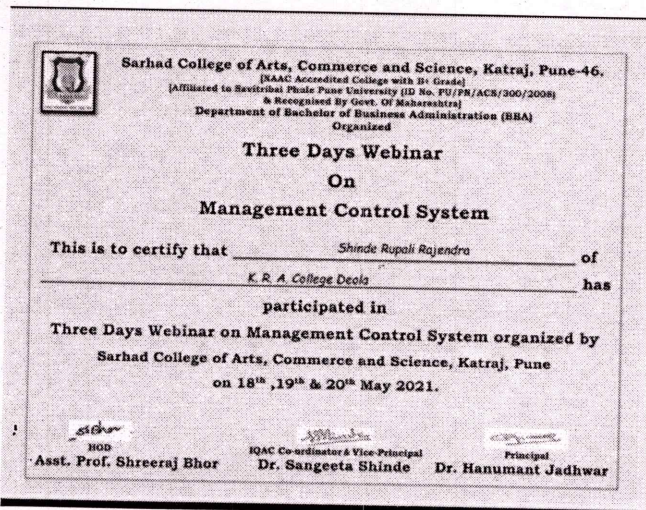 Sarhad College of Arts, Commerce and Science, Katraj, Pune-46.
[NAAC Accredited College with B+ Grade]
[Affiliated to Savitribai Phule Pune University (ID No. PU/PN/ACS/300/2008)
& Recognised By Govt. Of Maharashtra]
Department of Bachelor of Business Administration (BBA)
Organized
Three Days Webinar
On
Management Control System
This is to certify that Shinde Rupali Rajendra of
K. R. A. College Deola has
participated in
Three Days Webinar on Management Control System organized by
Sarhad College of Arts, Commerce and Science, Katraj, Pune
on 18th ,19th & 20th May 2021.
SBhor
HOD
Asst. Prof. Shreeraj Bhor
IQAC Co-ordinator & Vice-Principal
Dr. Sangeeta Shinde
Principal
Dr. Hanumant Jadhwar